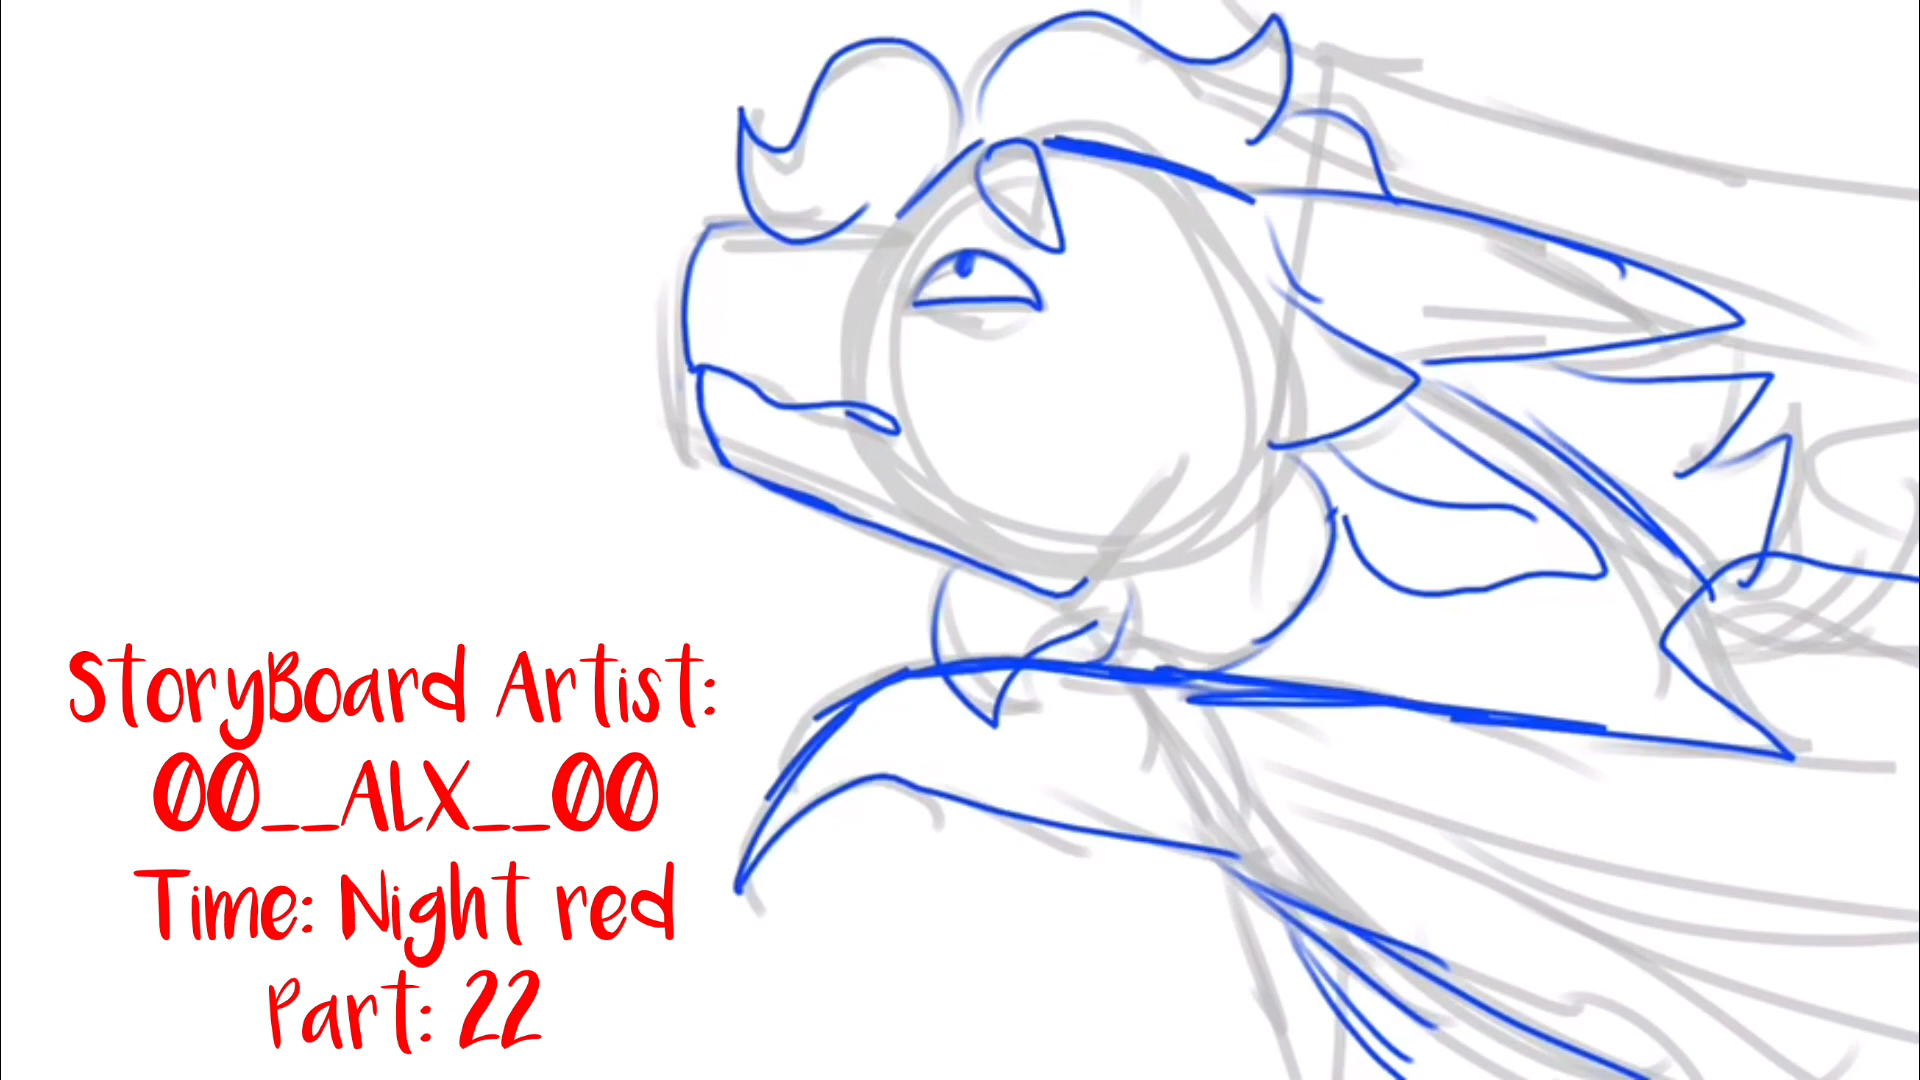 StoryBoard Artist:
00__ALX__00
Time: Night red
Part: 22